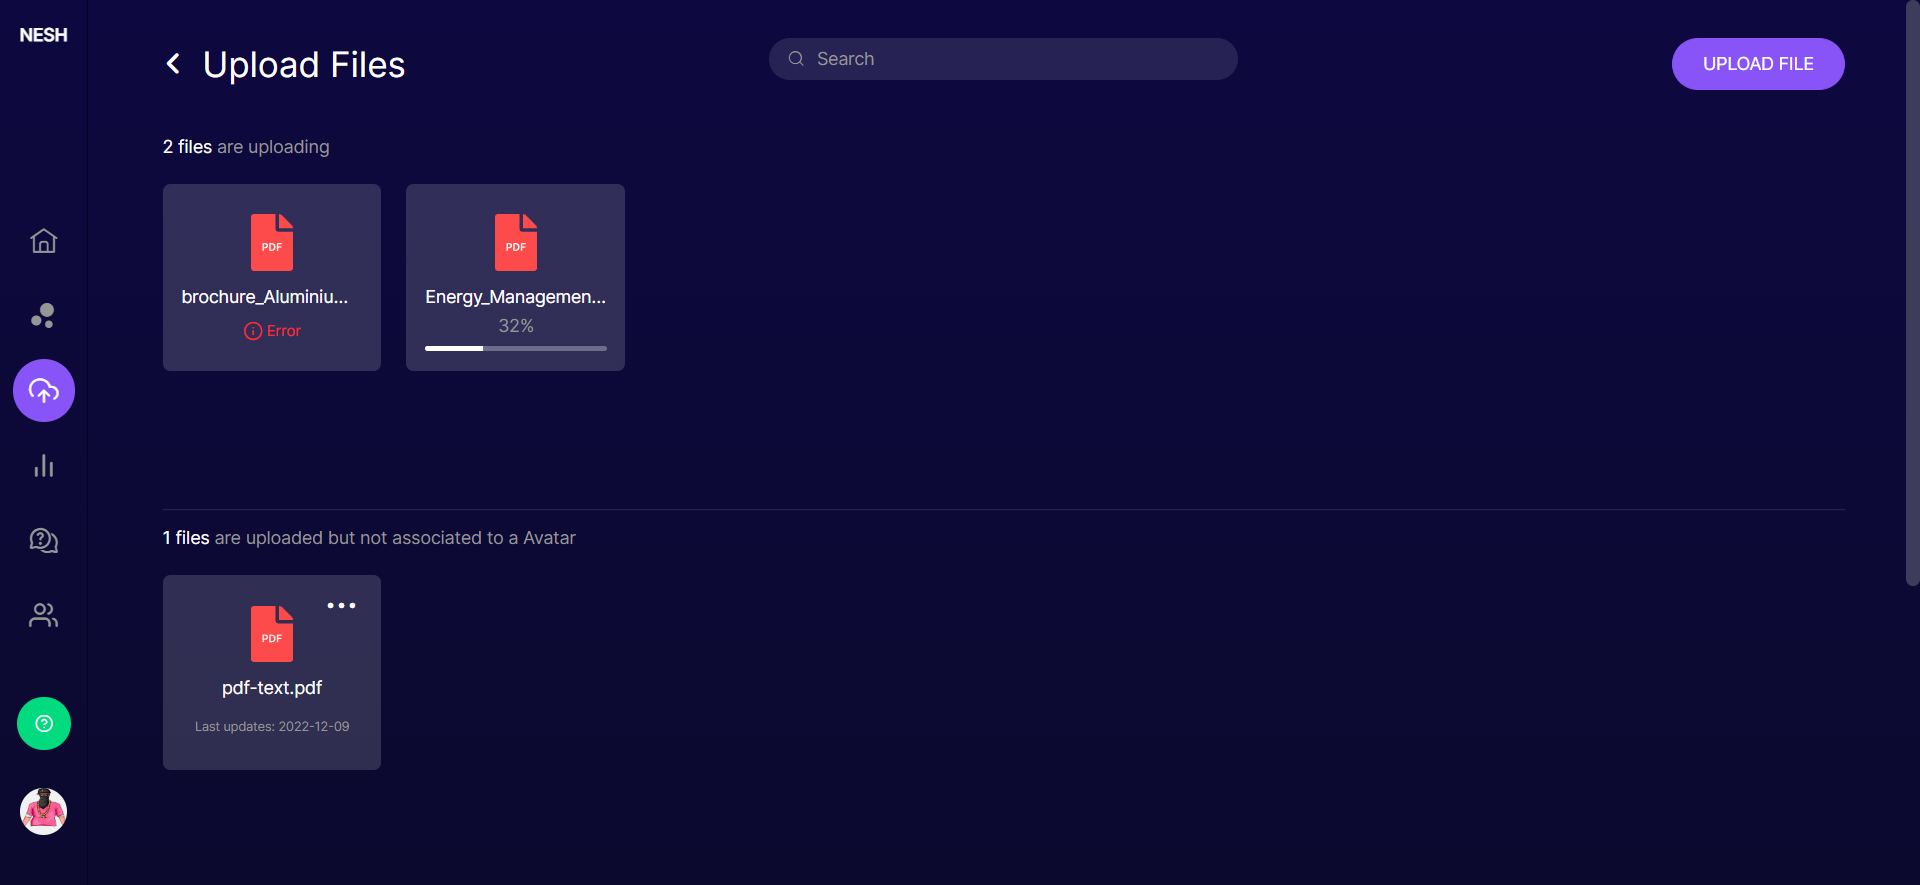 NESH
Upload Files
Search
UPLOAD FILE
2 files are uploading
PDF
brochure_Aluminiu...
Error
PDF
Energy_Managemen...
32%
1 files are uploaded but not associated to a Avatar
PDF
pdf-text.pdf
Last updates: 2022-12-09